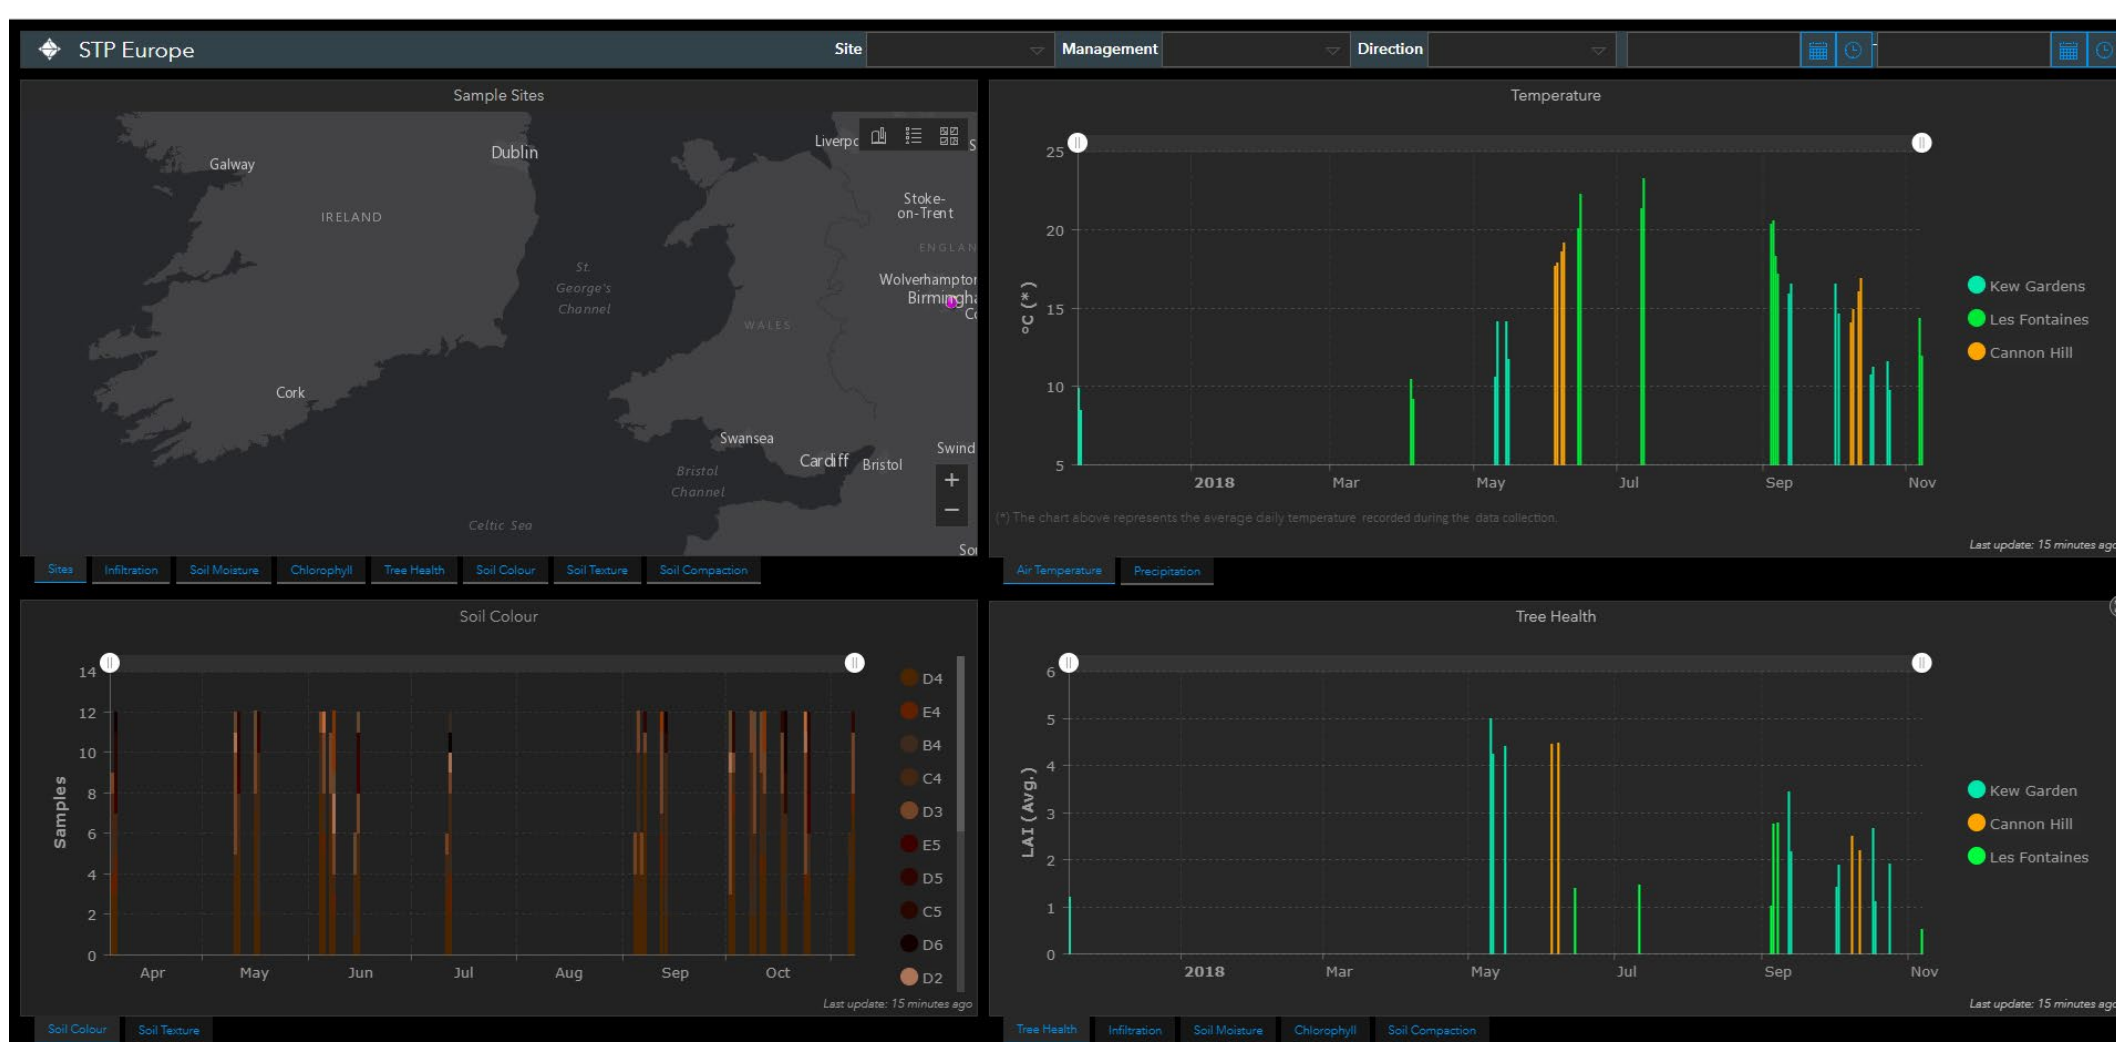 STP Europe
Site
Management
Direction
Sample Sites
Galway
Dublin
IRELAND
Cork
St.
George's
Channel
Celtic Sea
Liverpo
S
Stoke-
on-Trent
ENGLAN
Wolverhampton
Birmingha
Co
WALES
Swansea
Cardiff
Bristol
Swind
Bristol
Channel
Sou
+
−
Sites
Infiltration
Soil Moisture
Chlorophyll
Tree Health
Soil Colour
Soil Texture
Soil Compaction
Temperature
25
20
15
10
5
°C (*)
2018
Mar
May
Jul
Sep
Nov
Kew Gardens
Les Fontaines
Cannon Hill
(*) The chart above represents the average daily temperature recorded during the data collection.
Last update: 15 minutes ago
Air Temperature
Precipitation
Soil Colour
14
12
10
8
6
4
2
0
Samples
Apr
May
Jun
Jul
Aug
Sep
Oct
D4
E4
B4
C4
D3
E5
D5
C5
D6
D2
Last update: 15 minutes ago
Soil Colour
Soil Texture
Tree Health
6
5
4
3
2
1
0
LAI (Avg.)
2018
Mar
May
Jul
Sep
Nov
Kew Garden
Cannon Hill
Les Fontaines
Last update: 15 minutes ago
Tree Health
Infiltration
Soil Moisture
Chlorophyll
Soil Compaction